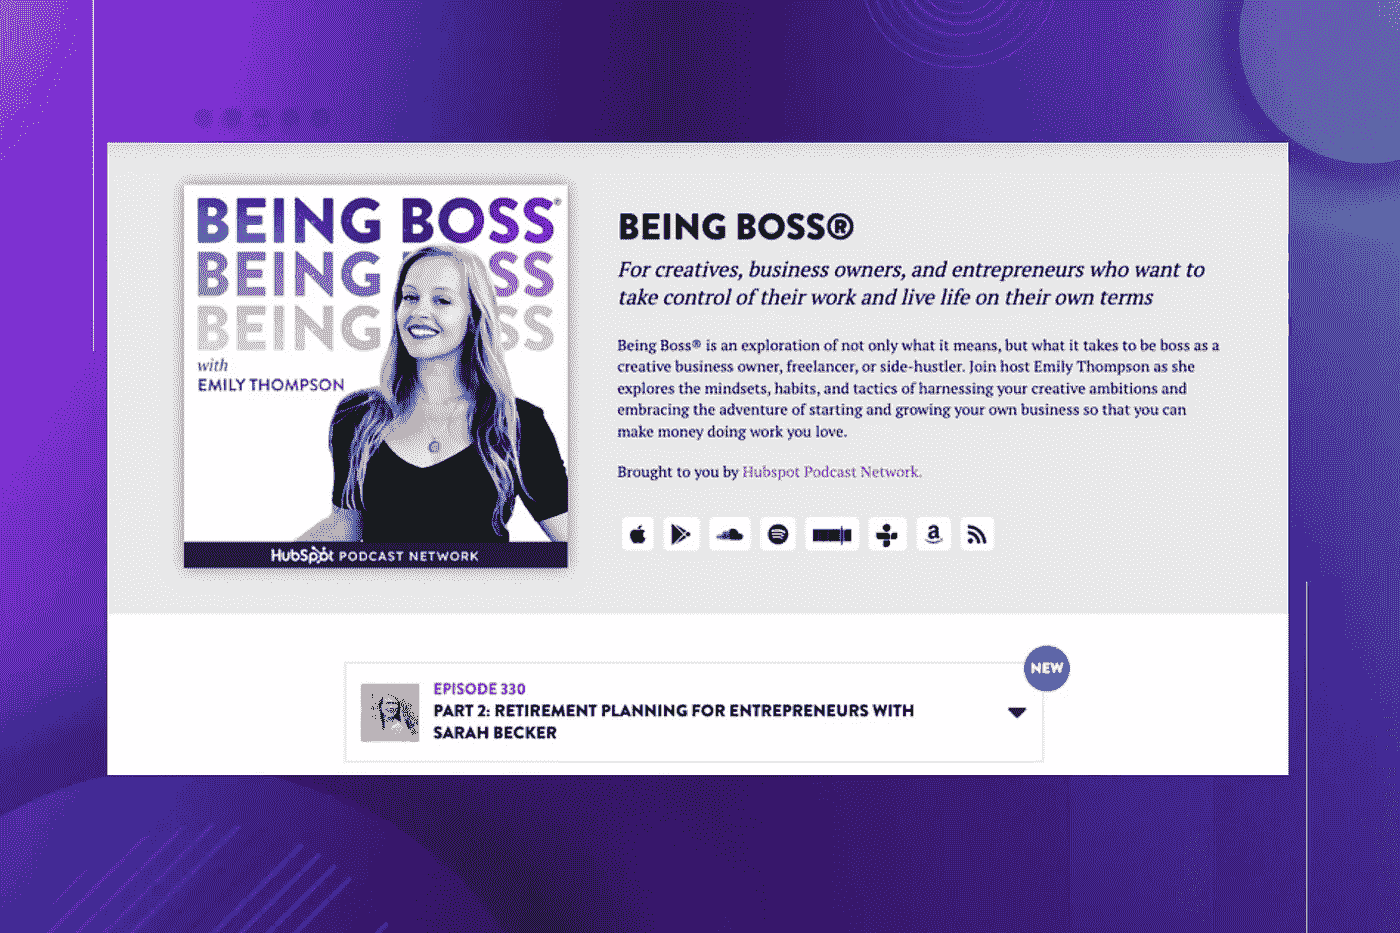 BEING BOSS®
BEING BOSS
BEING BOSS
with
EMILY THOMPSON
HubSpot PODCAST NETWORK
BEING BOSS®
For creatives, business owners, and entrepreneurs who want to
take control of their work and live life on their own terms
Being Boss® is an exploration of not only what it means, but what it takes to be boss as a
creative business owner, freelancer, or side-hustler. Join host Emily Thompson as she
explores the mindsets, habits, and tactics of harnessing your creative ambitions and
embracing the adventure of starting and growing your own business so that you can
make money doing work you love.
Brought to you by Hubspot Podcast Network.
NEW
EPISODE 330
PART 2: RETIREMENT PLANNING FOR ENTREPRENEURS WITH
SARAH BECKER